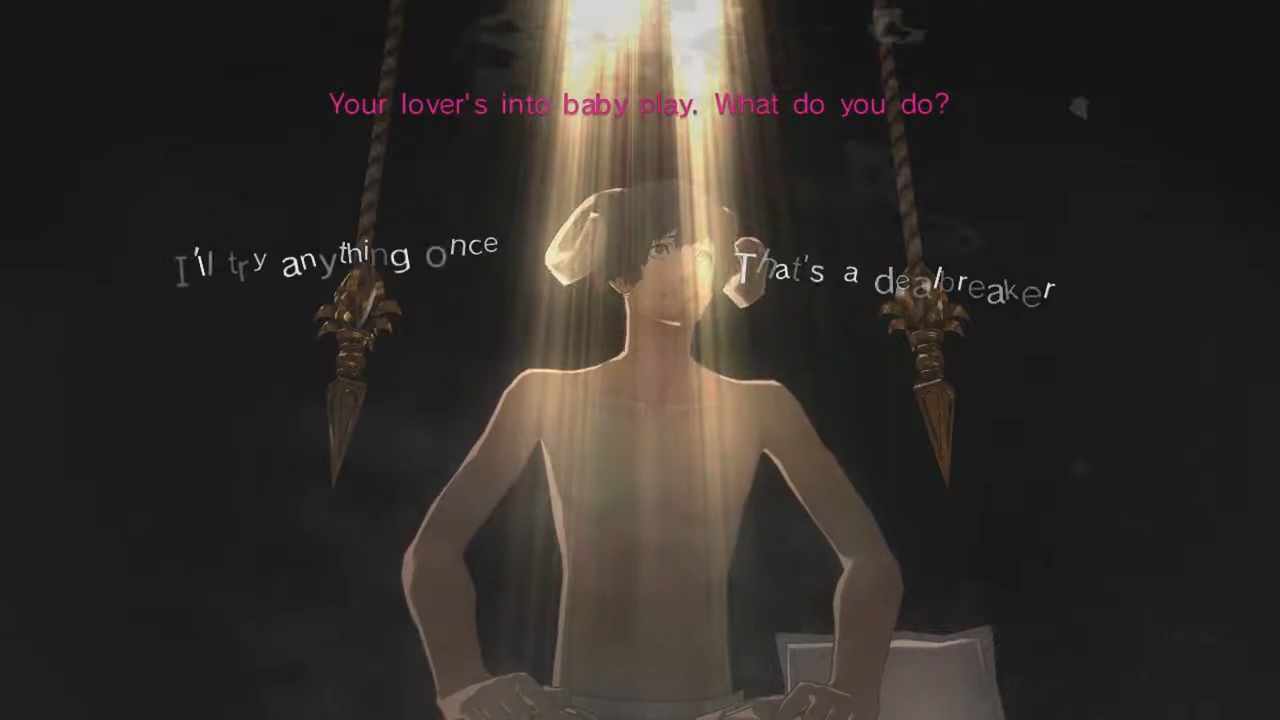 Your lover's into baby play. What do you do?
I'll try anything once
That's a dealbreaker